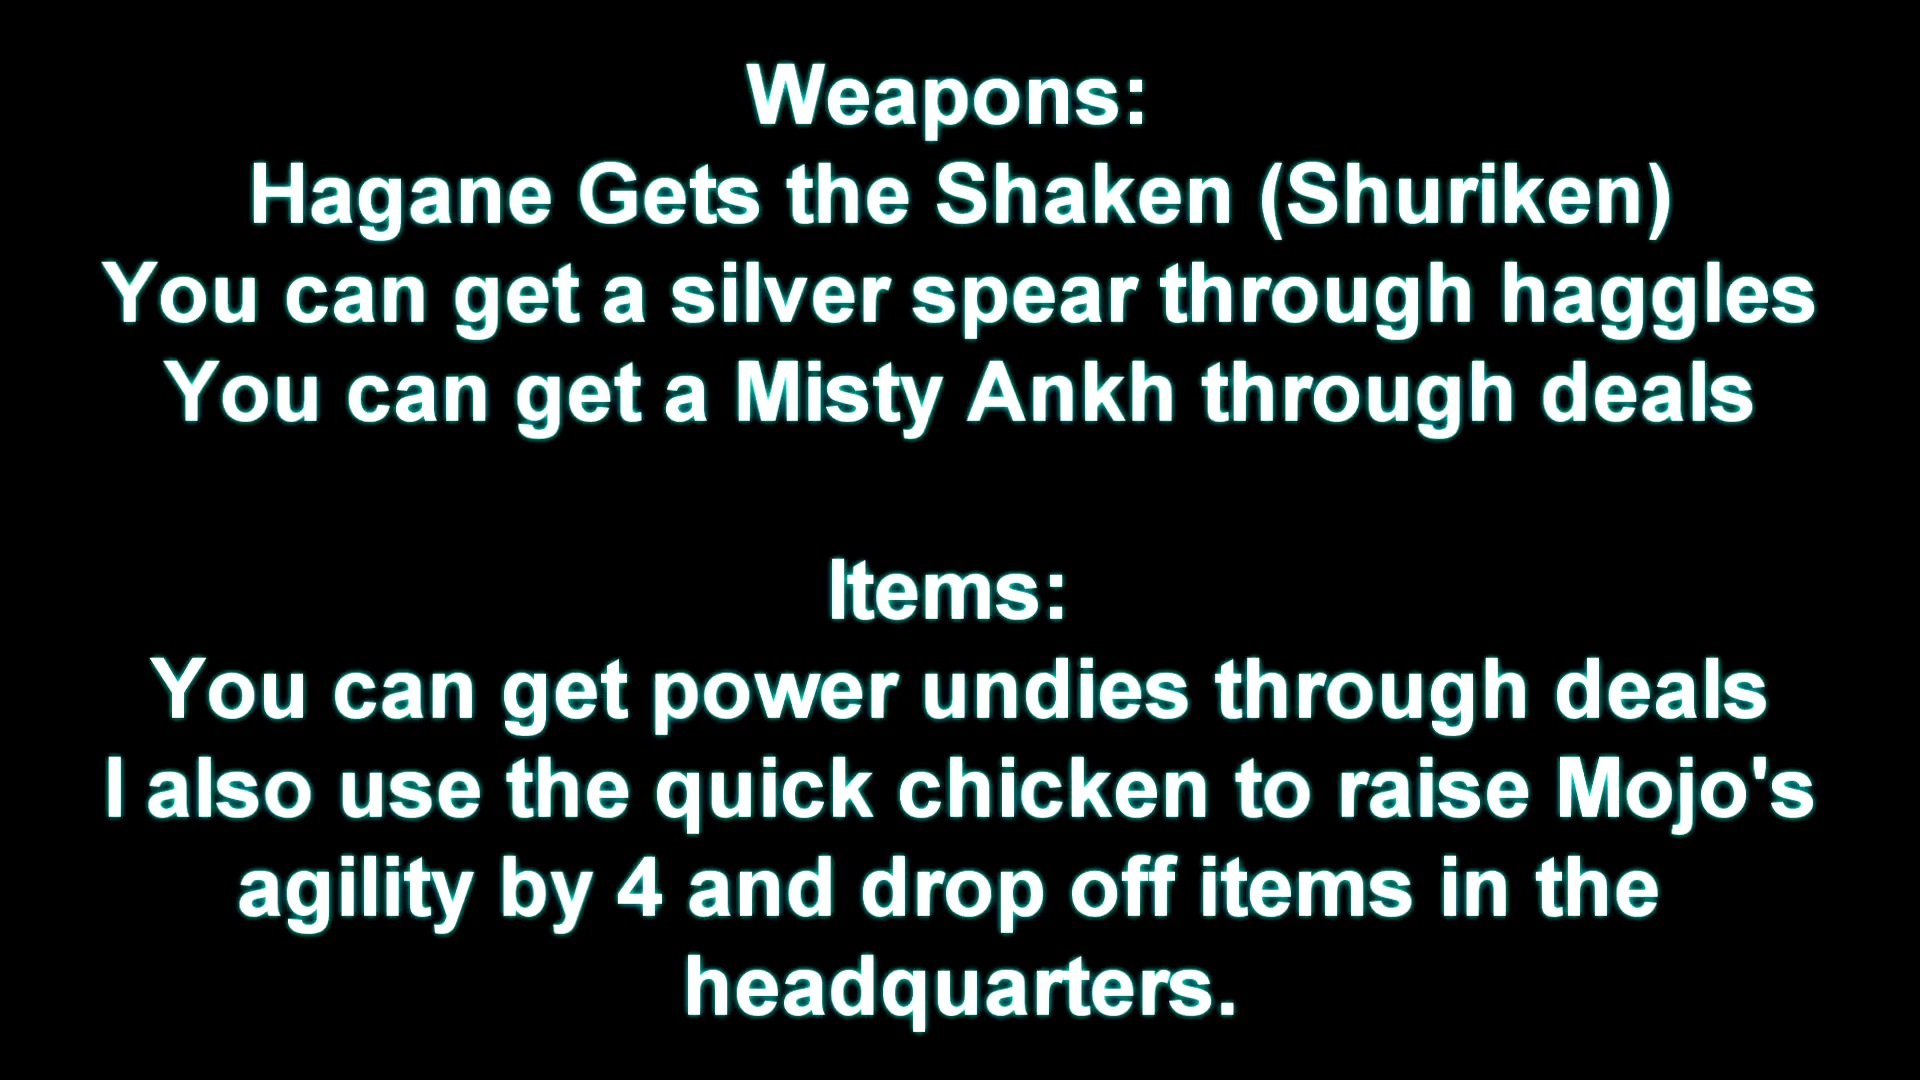 Weapons:
Hagane Gets the Shaken (Shuriken)
You can get a silver spear through haggles
You can get a Misty Ankh through deals
Items:
You can get power undies through deals
I also use the quick chicken to raise Mojo's
agility by 4 and drop off items in the
headquarters.